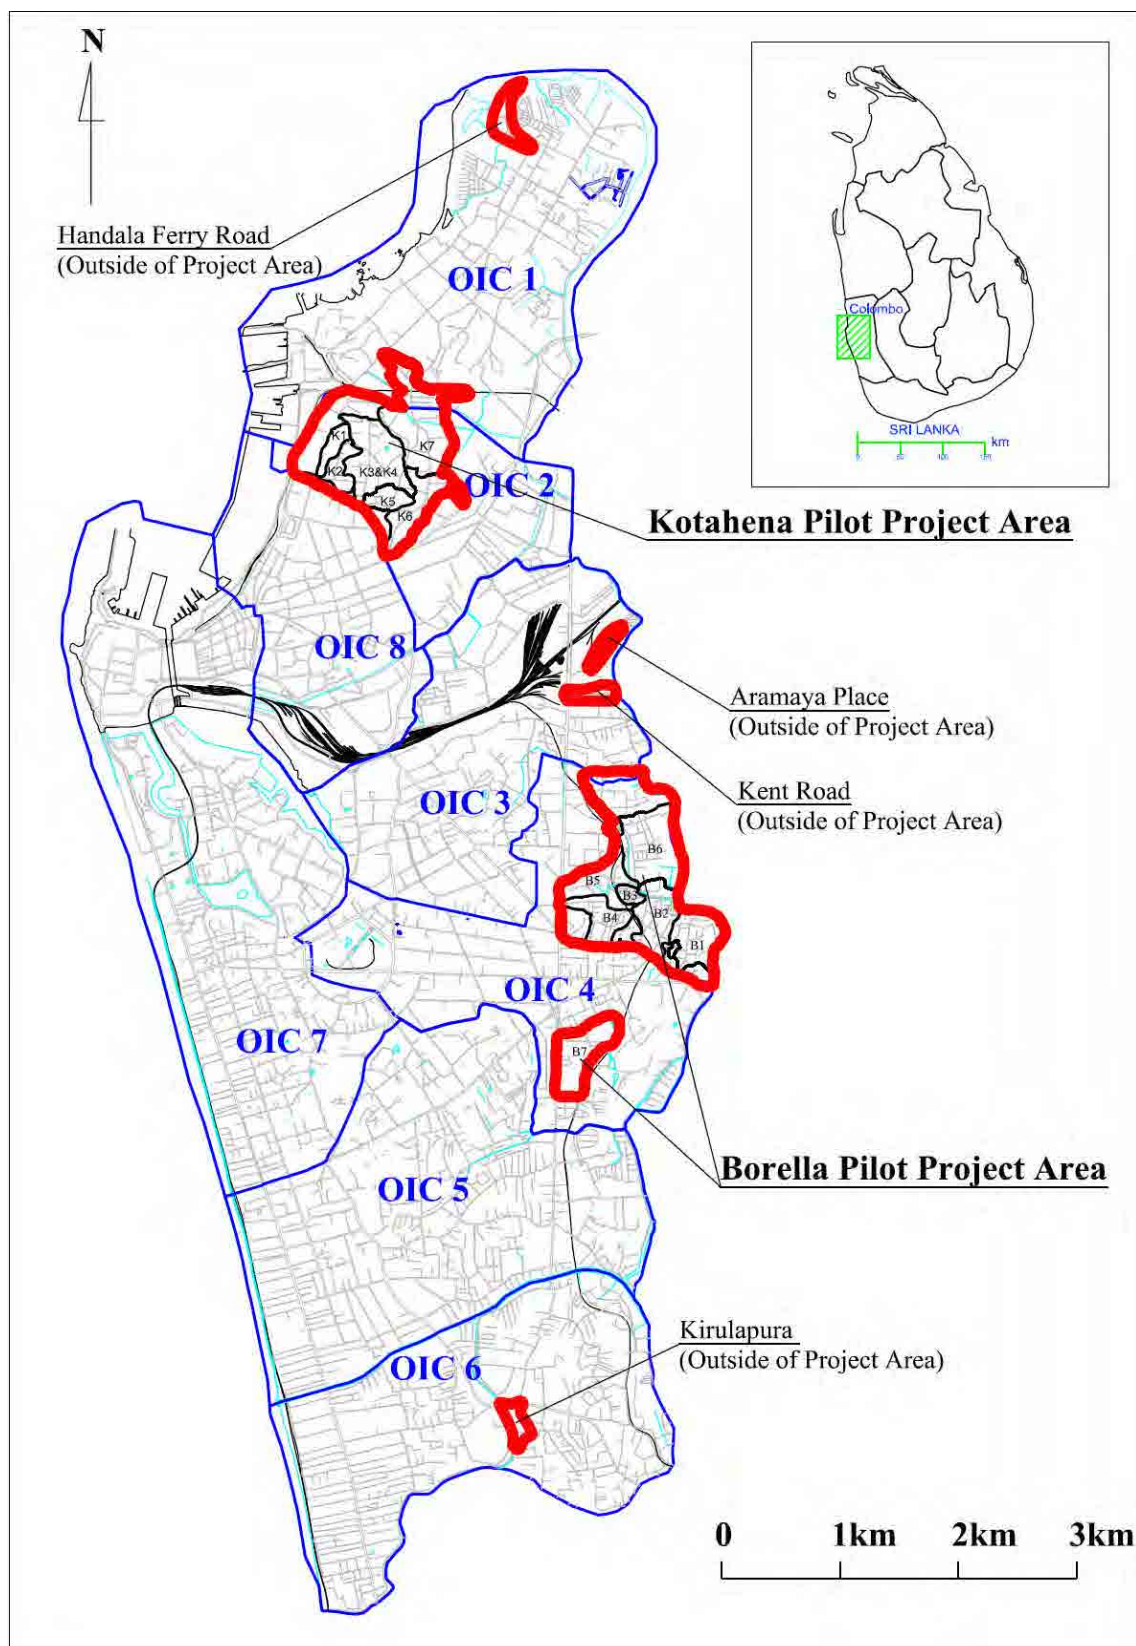 N
Handala Ferry Road
(Outside of Project Area)
OIC 1
Colombo
SRI LANKA
km
0
K1
K2
K3&K4
K7
K5
K6
OIC 2
Kotahena Pilot Project Area
OIC 8
Aramaya Place
(Outside of Project Area)
Kent Road
(Outside of Project Area)
OIC 3
B6
B5
B3
B4
B2
B1
OIC 4
OIC 7
B7
Borella Pilot Project Area
OIC 5
Kirulapura
(Outside of Project Area)
OIC 6
0 1km 2km 3km